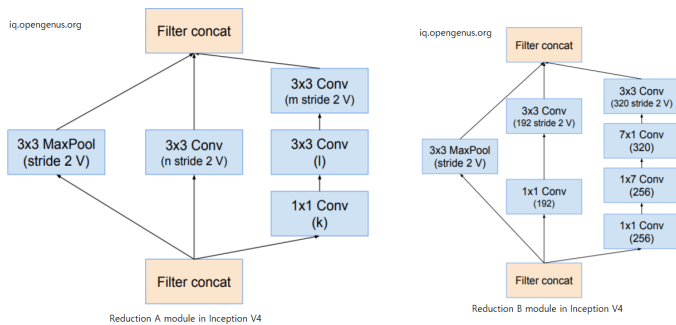 iq.opengenus.org
Filter concat
3x3 Conv
(m stride 2 V)
3x3 MaxPool
(stride 2 V)
3x3 Conv
(n stride 2 V)
3x3 Conv
(l)
1x1 Conv
(k)
Filter concat
Reduction A module in Inception V4
iq.opengenus.org
Filter concat
3x3 Conv
(320 stride 2 V)
3x3 Conv
(192 stride 2 V)
7x1 Conv
(320)
3x3 MaxPool
(stride 2 V)
1x7 Conv
(256)
1x1 Conv
(192)
1x1 Conv
(256)
Filter concat
Reduction B module in Inception V4